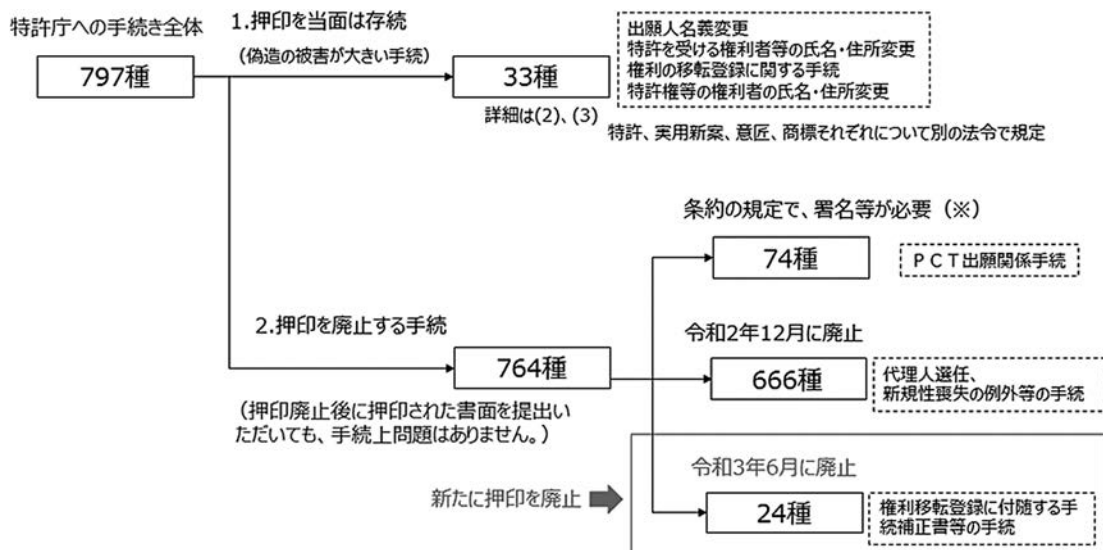 特許庁への手続き全体
797種
1.押印を当面は存続
(偽造の被害が大きい手続)
33種
詳細は(2)、(3)
出願人名義変更
特許を受ける権利者等の氏名・住所変更
権利の移転登録に関する手続
特許権等の権利者の氏名・住所変更
特許、実用新案、意匠、商標それぞれについて別の法令で規定
2.押印を廃止する手続
764種
(押印廃止後に押印された書面を提出い
ただいても、手続上問題はありません。)
条約の規定で、署名等が必要（※）
74種
ＰＣＴ出願関係手続
令和2年12月に廃止
666種
代理人選任、
新規性喪失の例外等の手続
新たに押印を廃止
令和3年6月に廃止
24種
権利移転登録に付随する手
続補正書等の手続